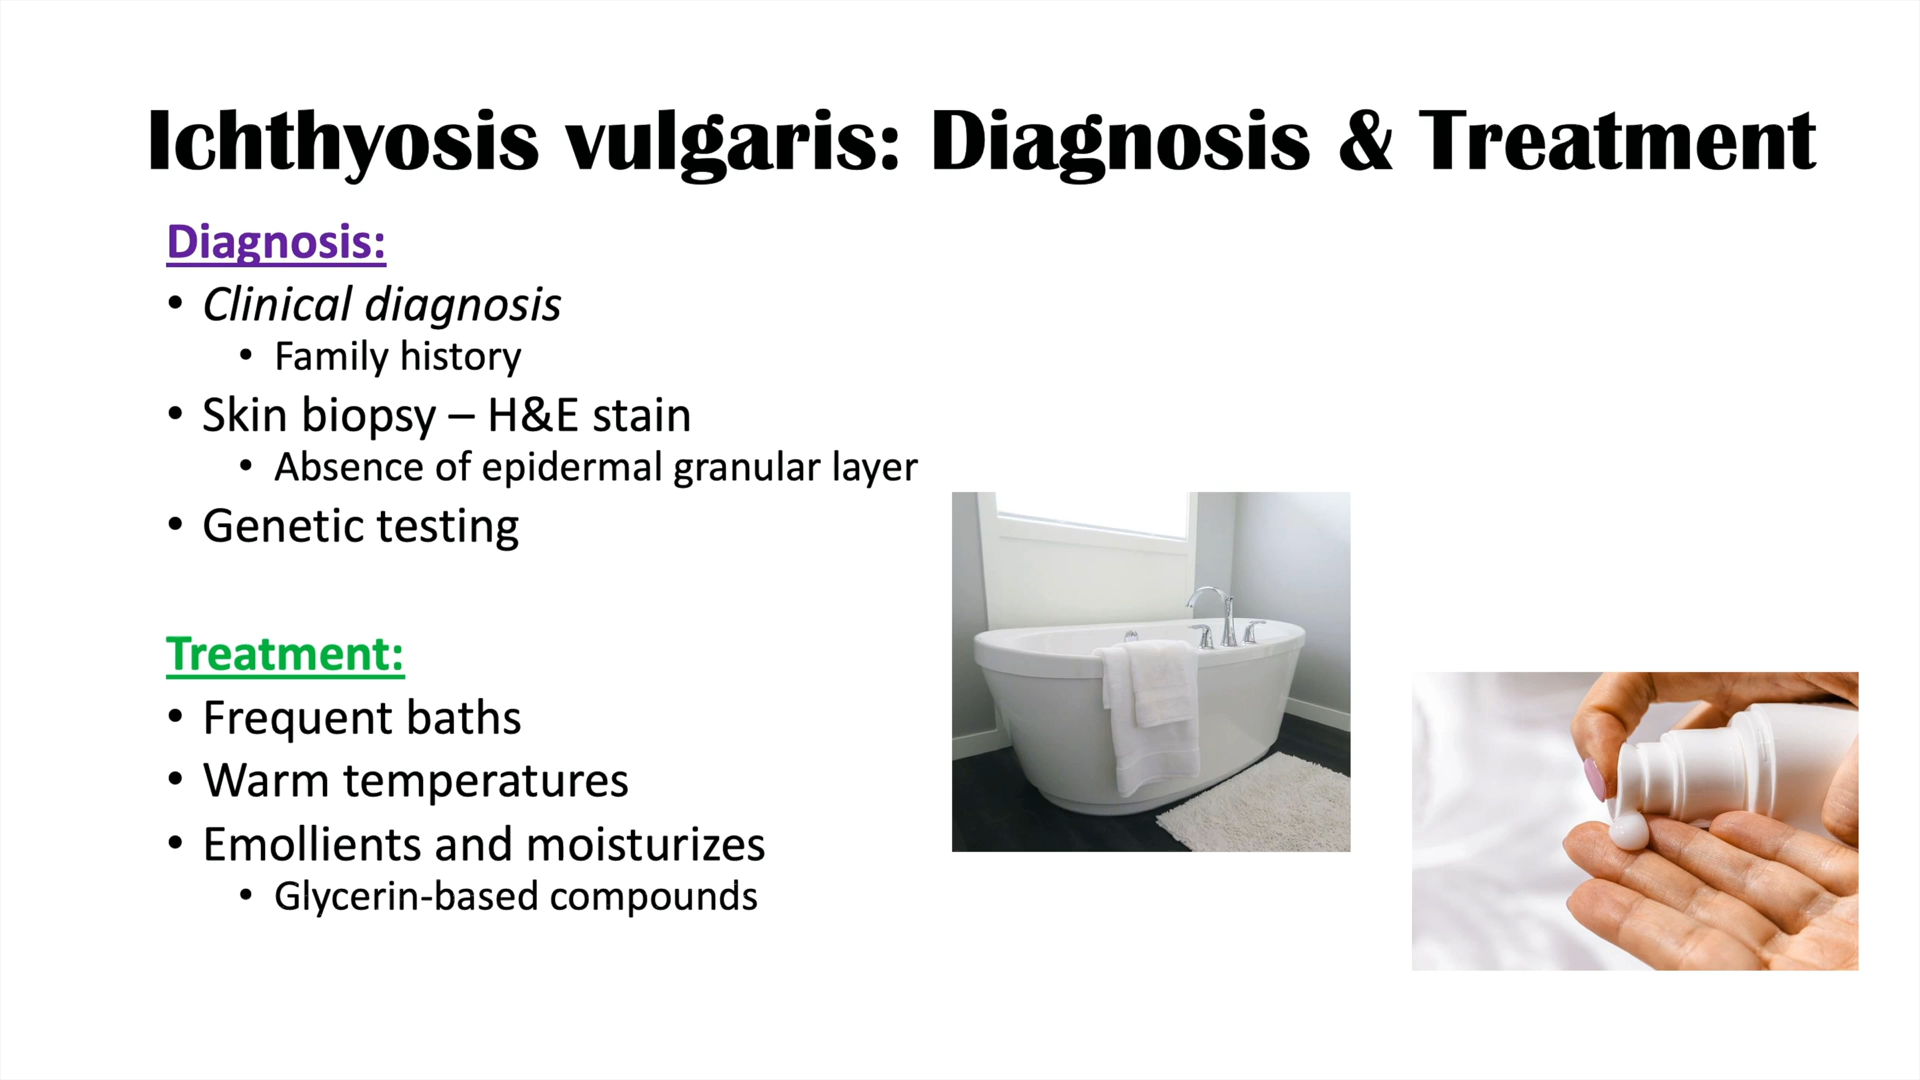 Ichthyosis vulgaris: Diagnosis & Treatment
Diagnosis:
• Clinical diagnosis
• Family history
• Skin biopsy – H&E stain
• Absence of epidermal granular layer
• Genetic testing
Treatment:
• Frequent baths
• Warm temperatures
• Emollients and moisturizes
• Glycerin-based compounds